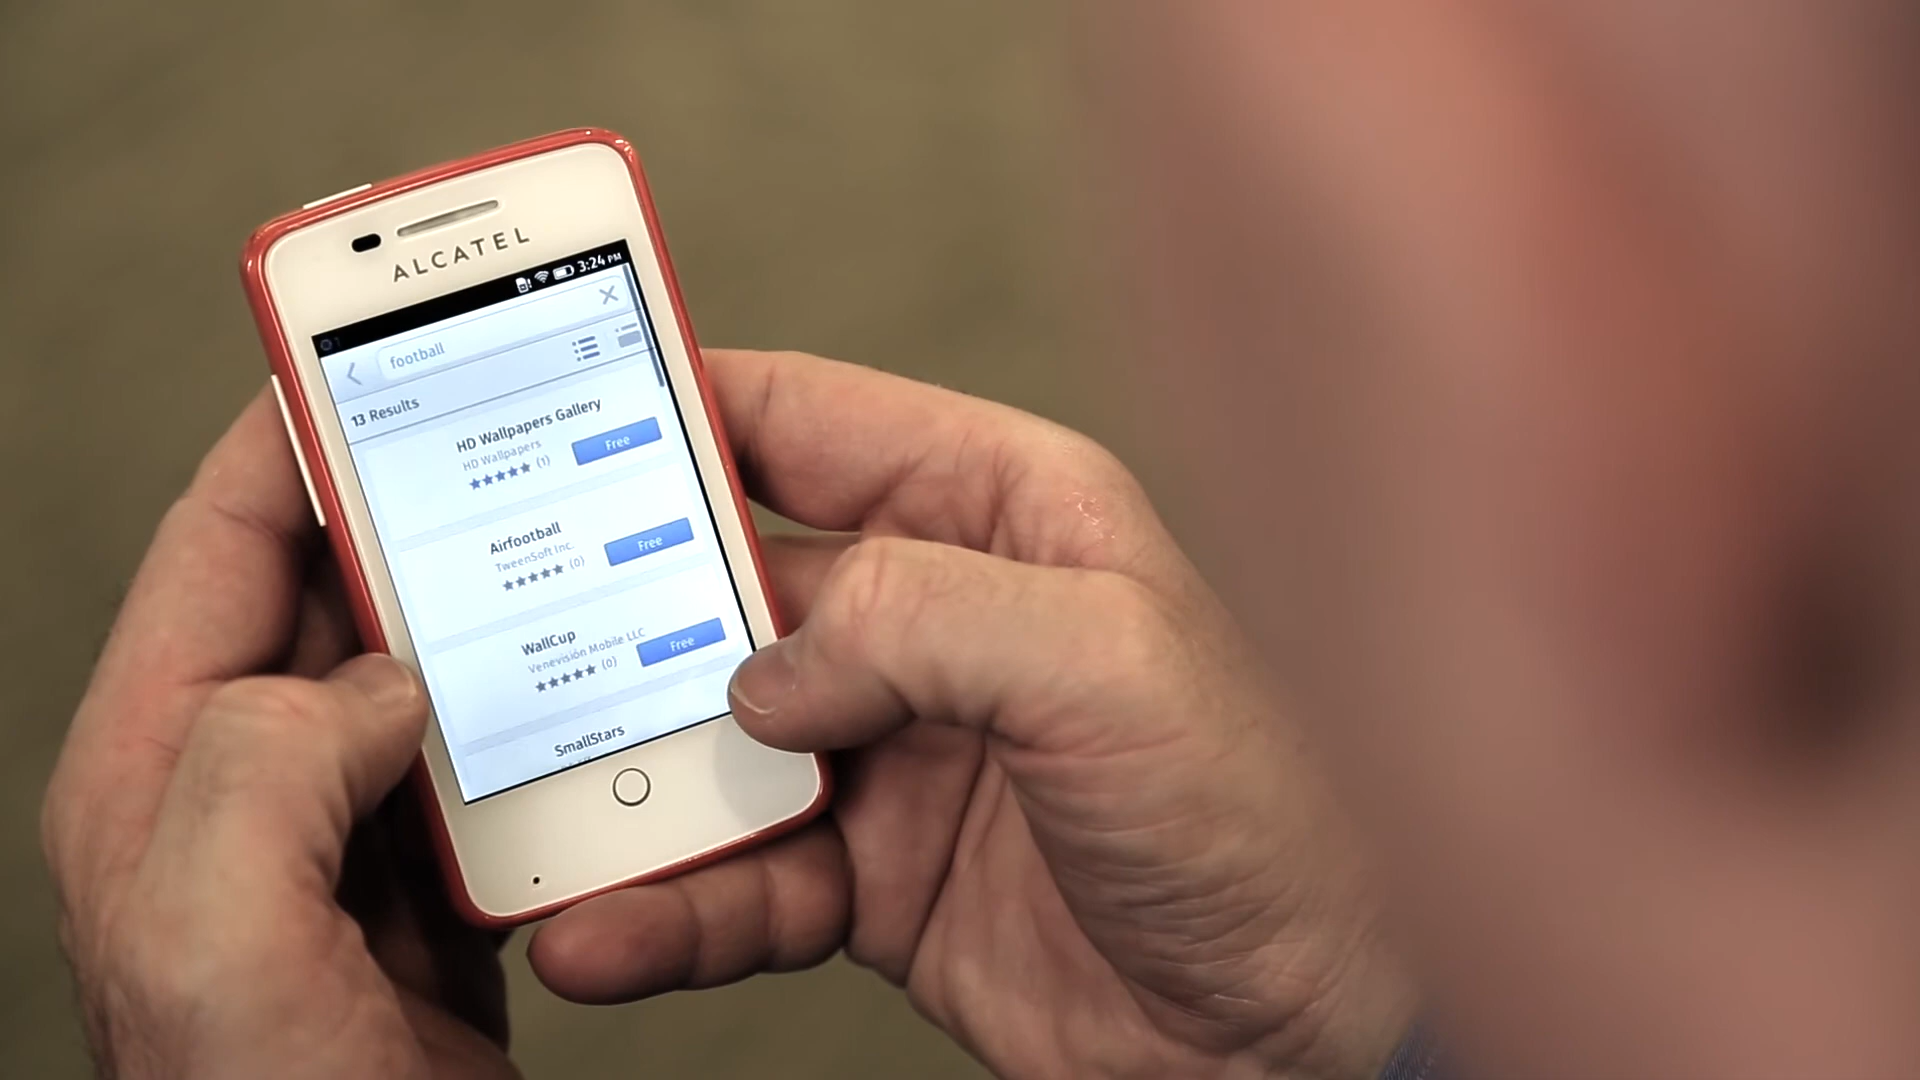 ALCATEL
3:24 PM
football
13 Results
HD Wallpapers Gallery
HD Wallpapers
(1)
Free
Airfootball
TweenSoft Inc.
(0)
Free
WallCup
Venevisión Mobile LLC
(0)
Free
SmallStars